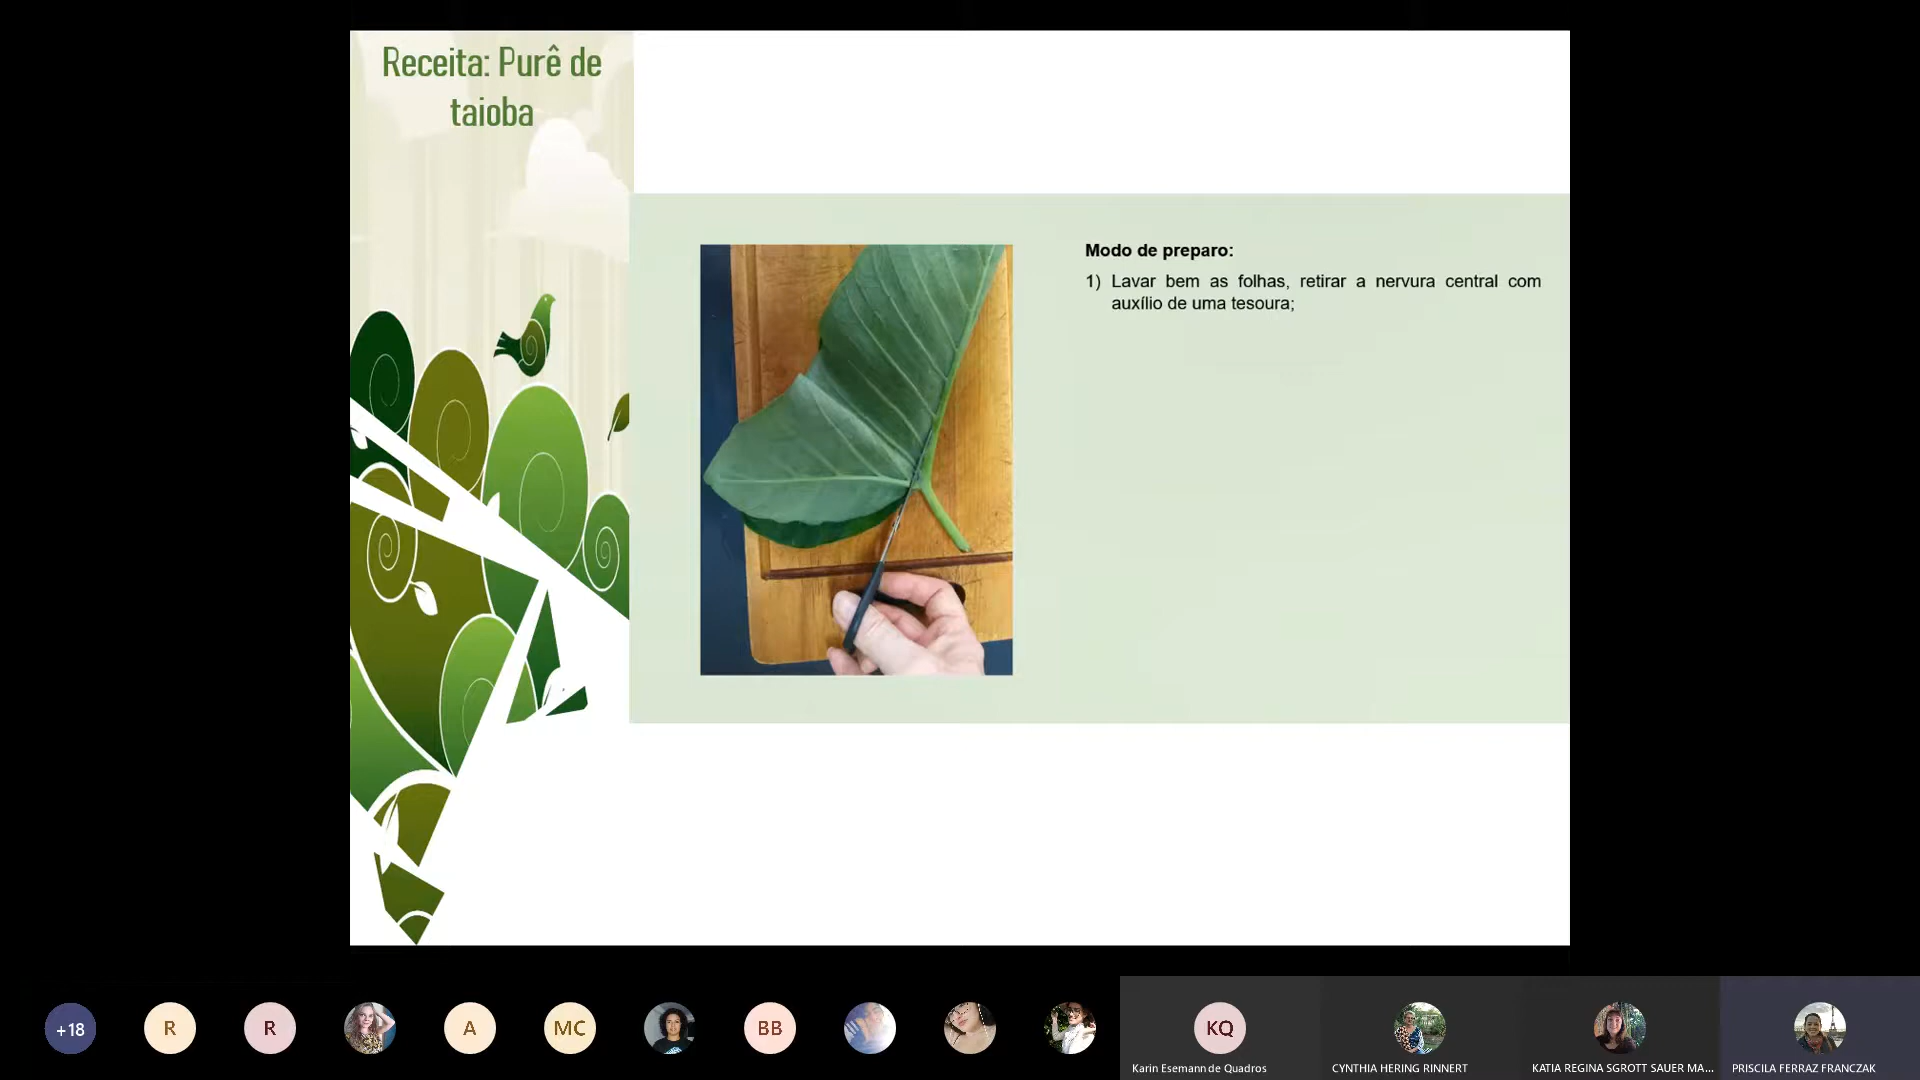 Receita: Purê de
taioba
Modo de preparo:
1) Lavar bem as folhas, retirar a nervura central com
auxílio de uma tesoura;
+18
R
R
A
MC
BB
KQ
Karin Esemann de Quadros
CYNTHIA HERING RINNERT
KATIA REGINA SGROTT SAUER MA...
PRISCILA FERRAZ FRANCZAK